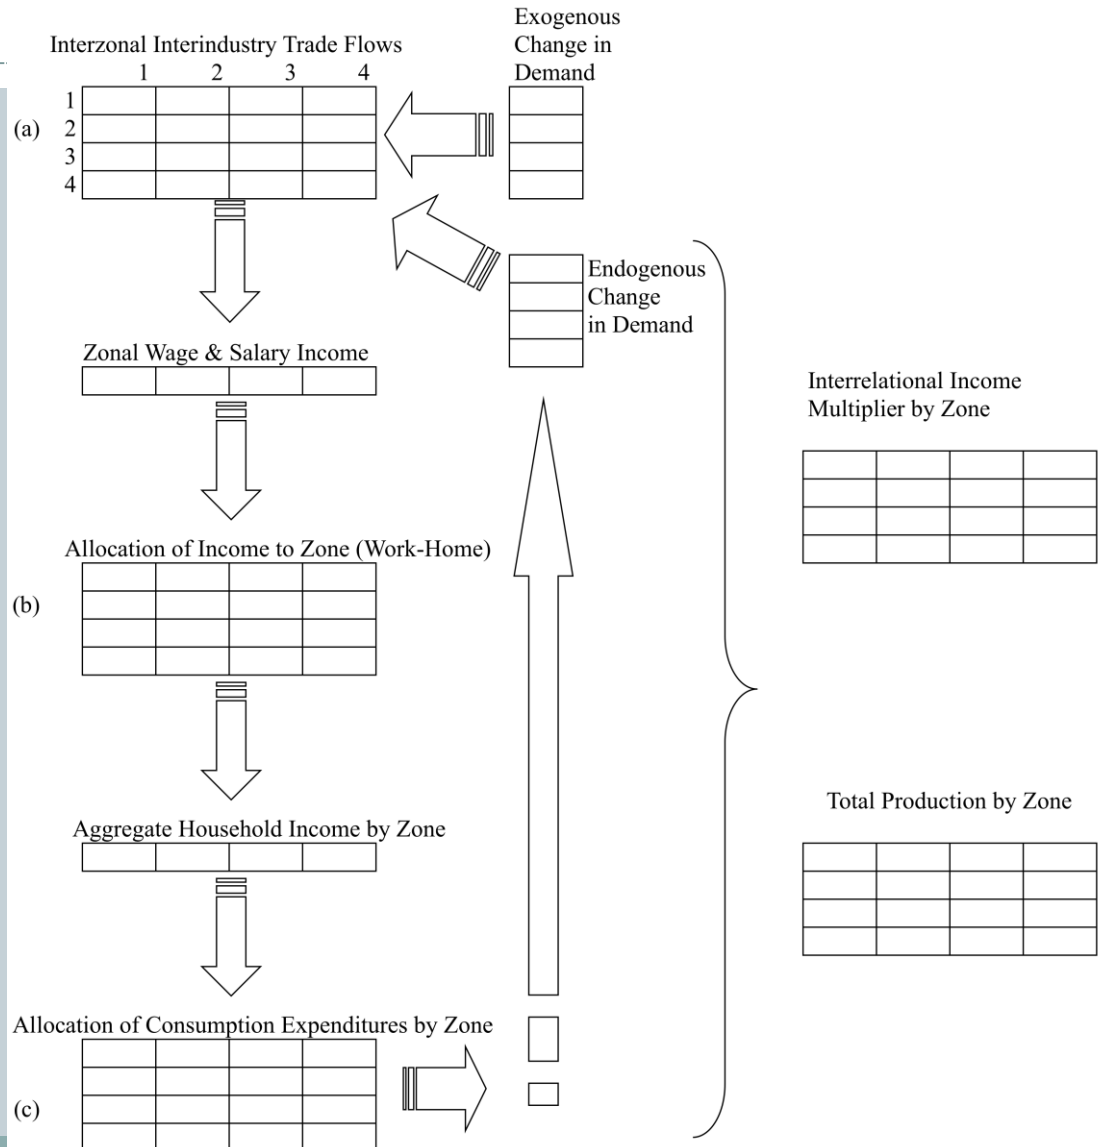 Exogenous
Change in
Demand
Interzonal Interindustry Trade Flows
1 2 3 4
1
(a) 2
3
4
Endogenous
Change
in Demand
Zonal Wage & Salary Income
Interrelational Income
Multiplier by Zone
Allocation of Income to Zone (Work-Home)
(b)
Total Production by Zone
Aggregate Household Income by Zone
Allocation of Consumption Expenditures by Zone
(c)